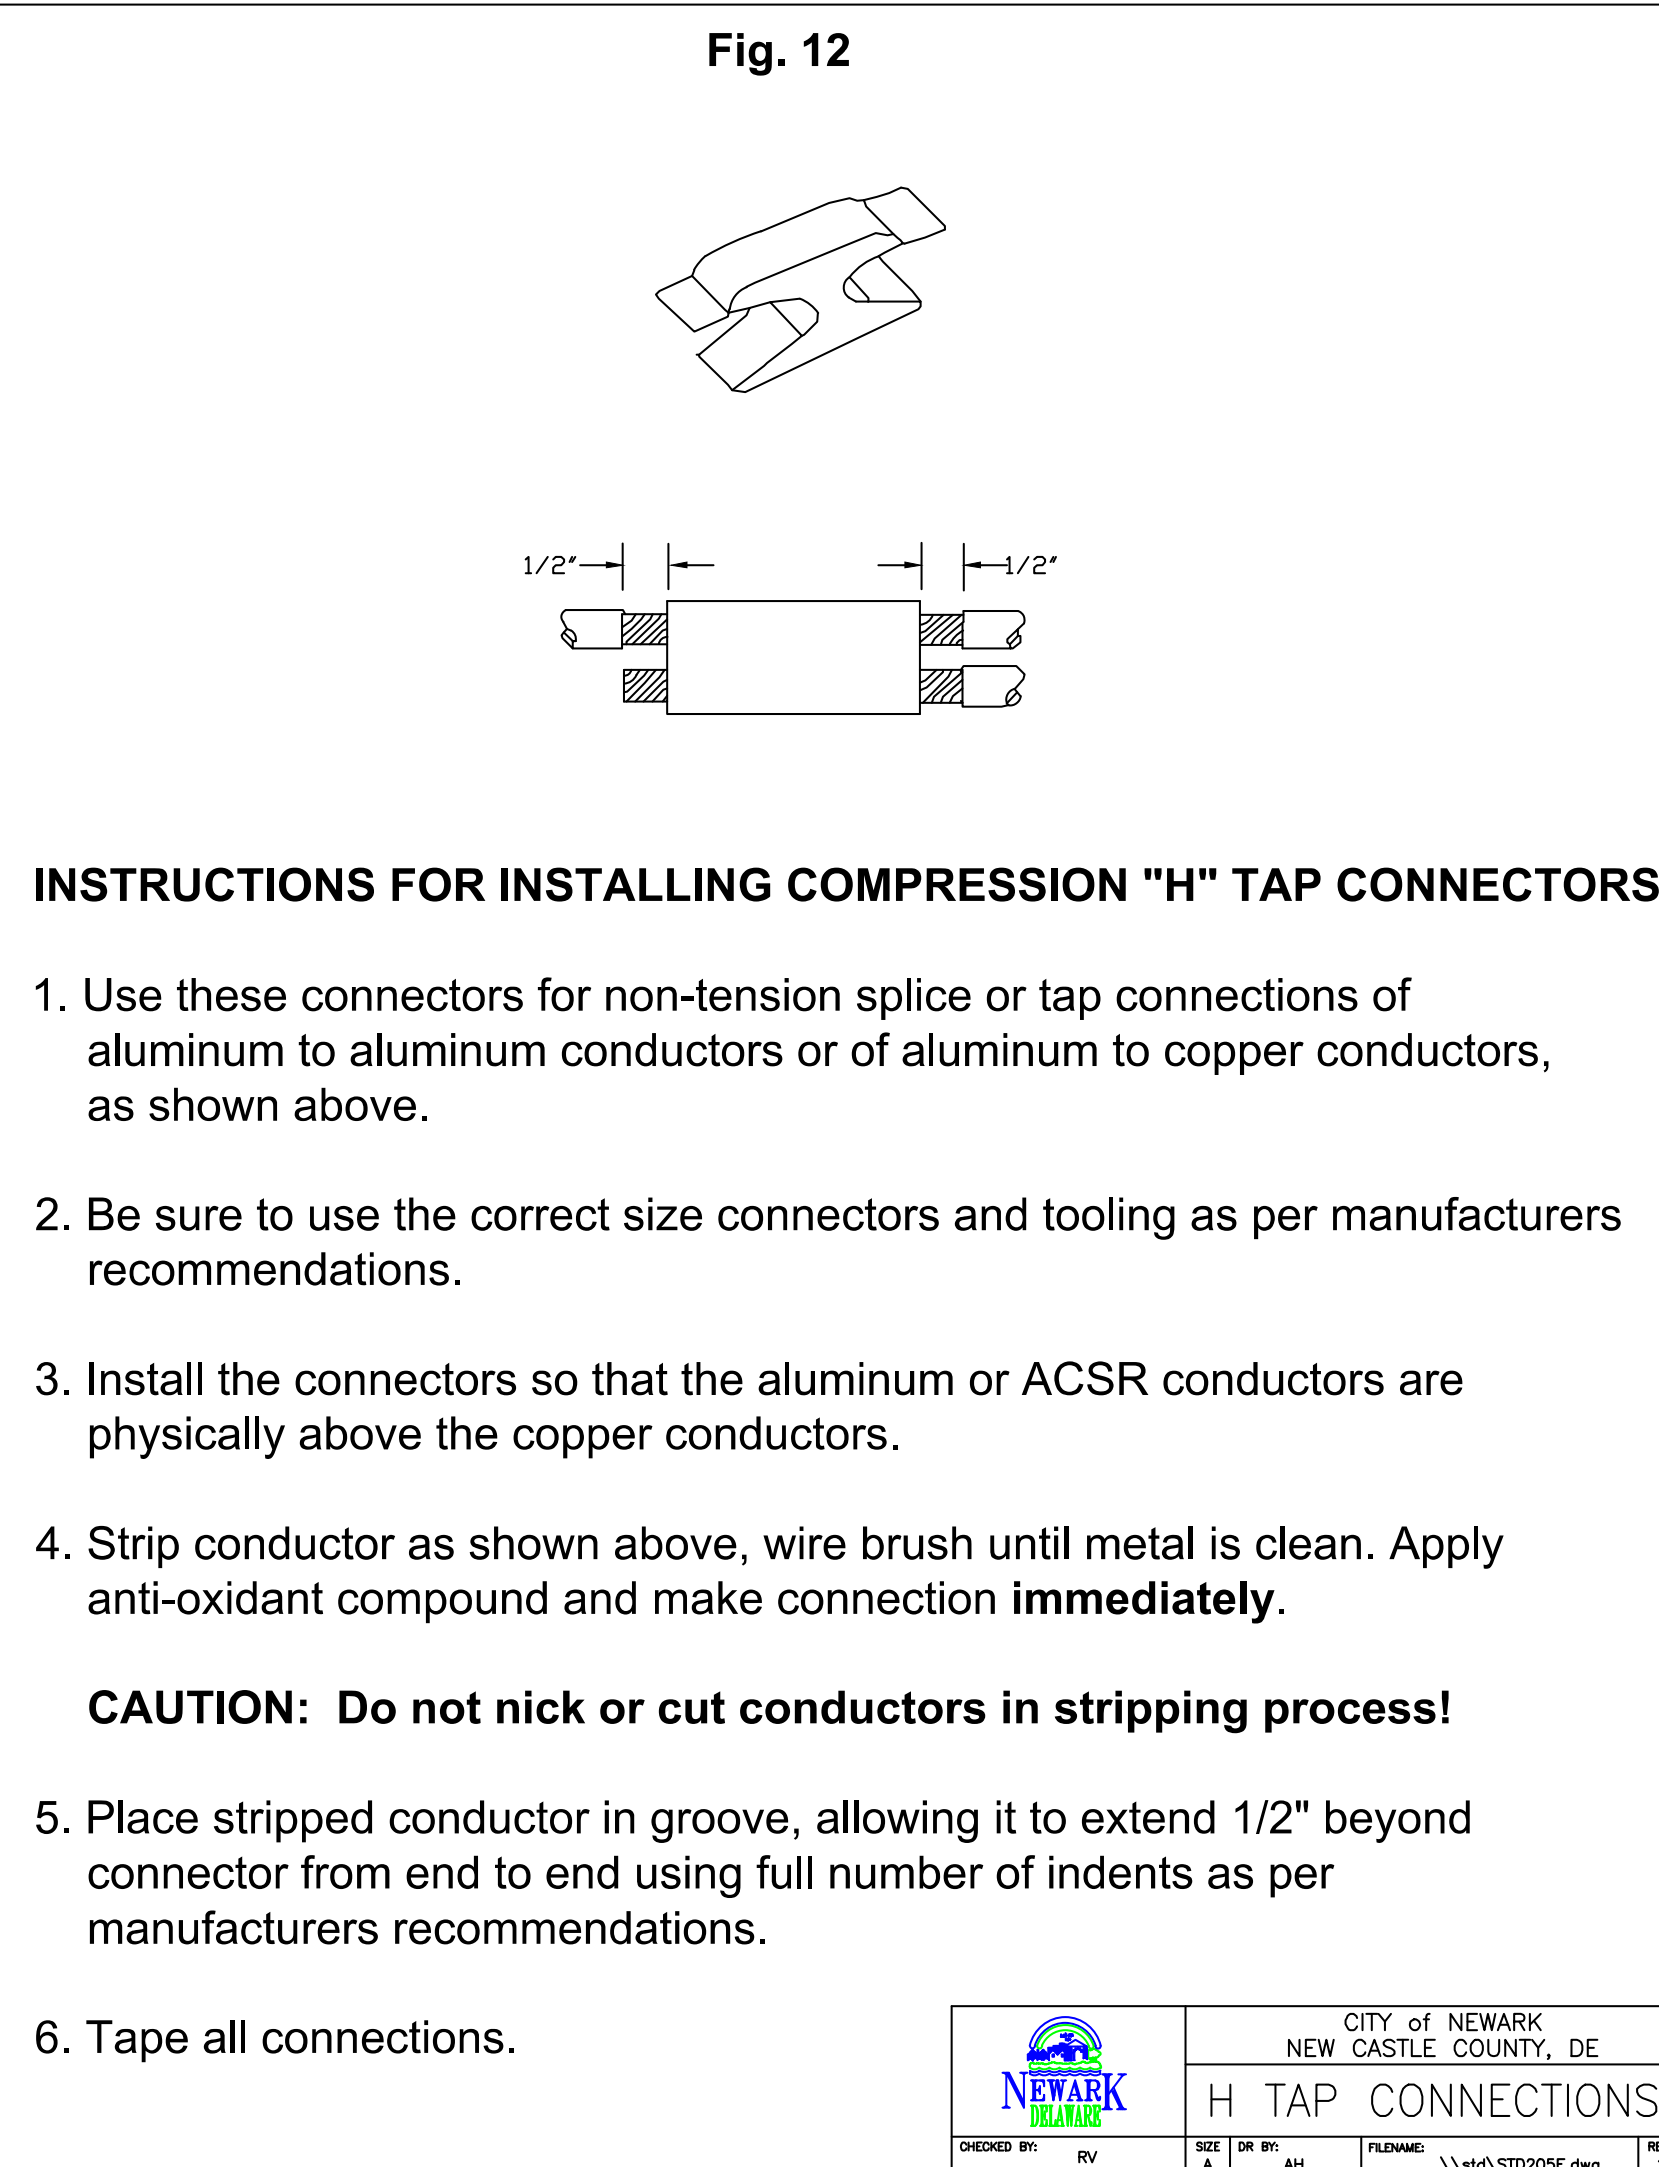 Fig. 12
1/2" 1/2"
INSTRUCTIONS FOR INSTALLING COMPRESSION "H" TAP CONNECTORS
1. Use these connectors for non-tension splice or tap connections of
aluminum to aluminum conductors or of aluminum to copper conductors,
as shown above.
2. Be sure to use the correct size connectors and tooling as per manufacturers
recommendations.
3. Install the connectors so that the aluminum or ACSR conductors are
physically above the copper conductors.
4. Strip conductor as shown above, wire brush until metal is clean. Apply
anti-oxidant compound and make connection immediately.
CAUTION: Do not nick or cut conductors in stripping process!
5. Place stripped conductor in groove, allowing it to extend 1/2" beyond
connector from end to end using full number of indents as per
manufacturers recommendations.
6. Tape all connections.
CITY of NEWARK
NEW CASTLE COUNTY, DE
NEWARK
DELAWARE
H TAP CONNECTIONS
CHECKED BY: SIZE DR BY: FILENAME:
RV A AH \\std\STD205F.dwg